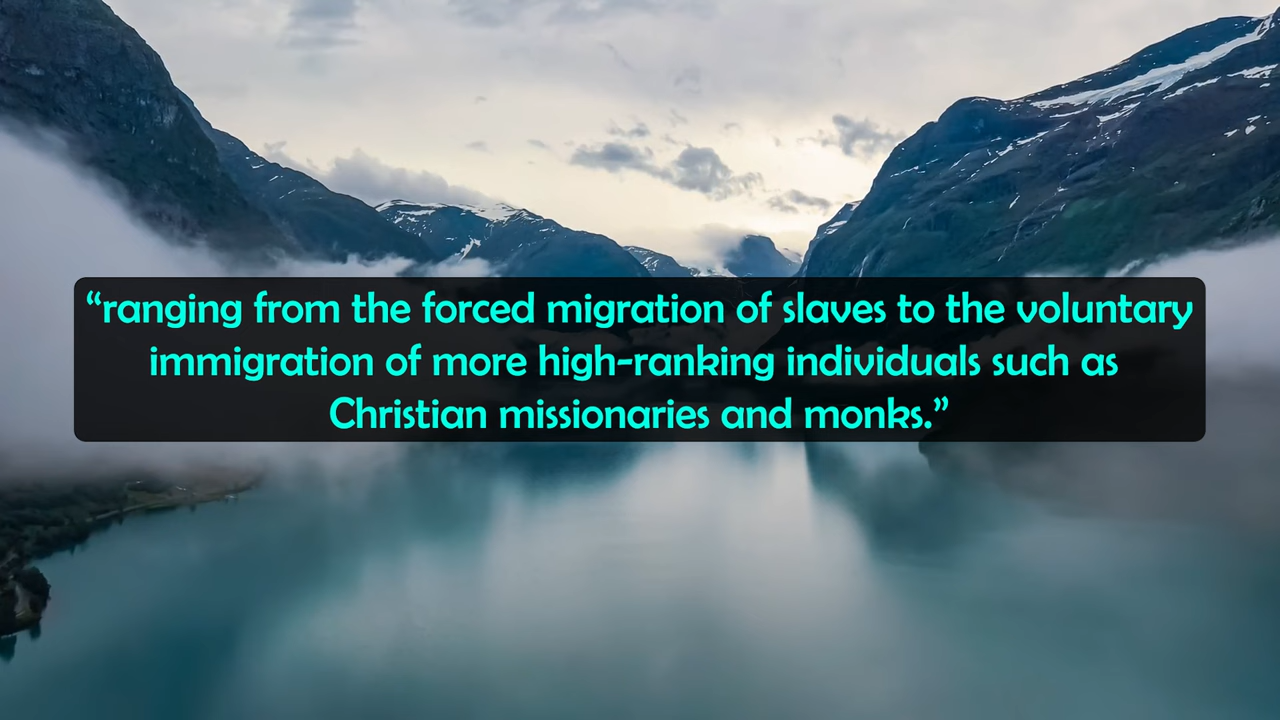 “ranging from the forced migration of slaves to the voluntary
immigration of more high-ranking individuals such as
Christian missionaries and monks.”